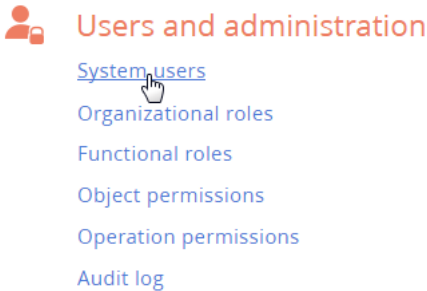 Users and administration
System users
Organizational roles
Functional roles
Object permissions
Operation permissions
Audit log